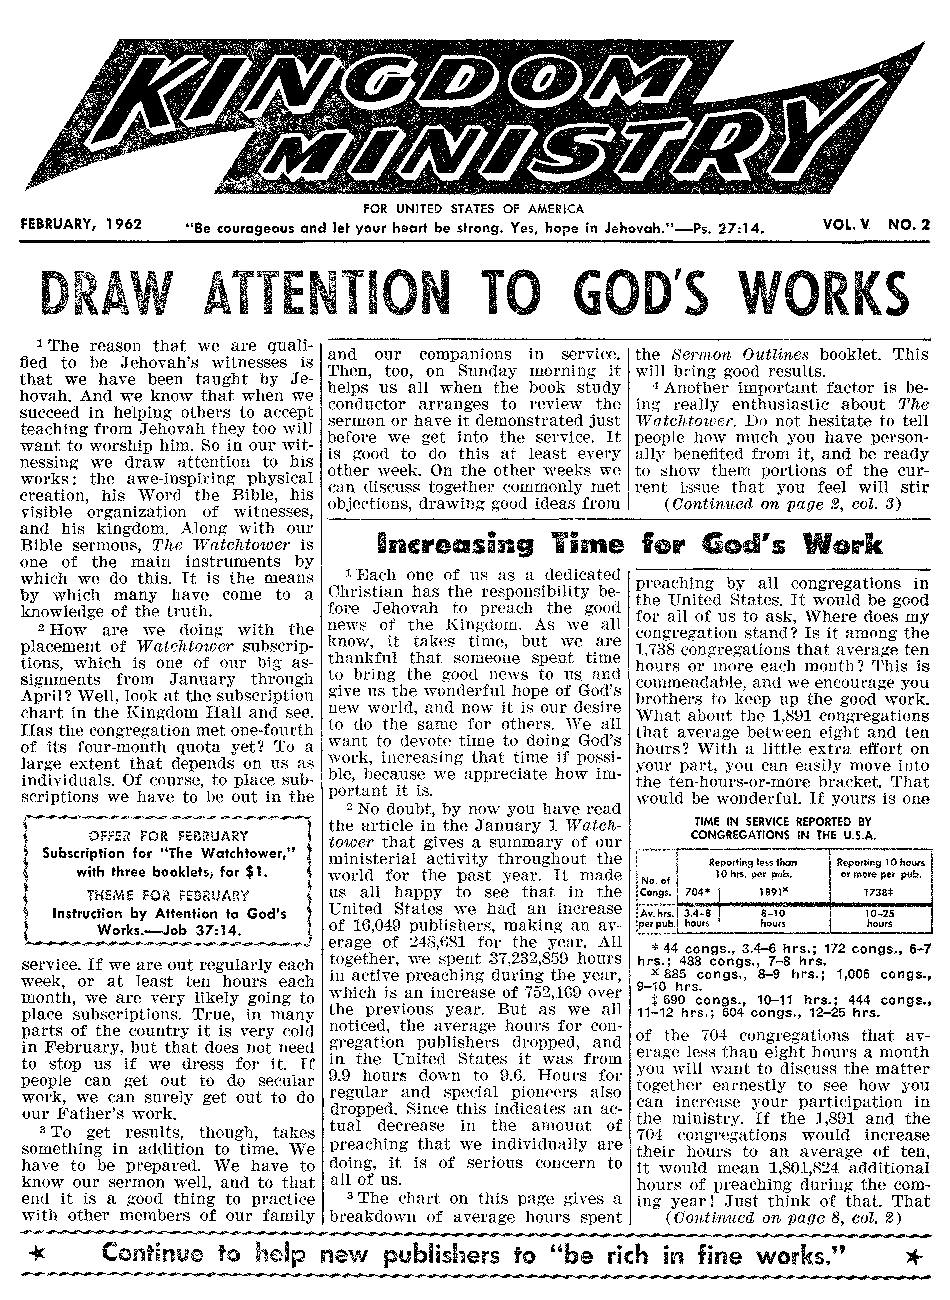 KINGDOM
MINISTRY
FOR UNITED STATES OF AMERICA
FEBRUARY, 1962 "Be courageous and let your heart be strong. Yes, hope in Jehovah."—Ps. 27:14. VOL. V NO. 2
DRAW ATTENTION TO GOD'S WORKS
1 The reason that we are quali-
fied to be Jehovah's witnesses is
that we have been taught by Je-
hovah. And we know that when we
succeed in helping others to accept
teaching from Jehovah they too will
want to worship him. So in our wit-
nessing we draw attention to his
works: the awe-inspiring physical
creation, his Word the Bible, his
visible organization of witnesses,
and his kingdom. Along with our
Bible sermons, The Watchtower is
one of the main instruments by
which we do this. It is the means
by which many have come to a
knowledge of the truth.
2 How are we doing with the
placement of Watchtower subscrip-
tions, which is one of our big as-
signments from January through
April? Well, look at the subscription
chart in the Kingdom Hall and see.
Has the congregation met one-fourth
of its four-month quota yet? To a
large extent that depends on us as
individuals. Of course, to place sub-
scriptions we have to be out in the
OFFER FOR FEBRUARY
Subscription for "The Watchtower,"
with three booklets, for $1.
THEME FOR FEBRUARY
Instruction by Attention to God's
Works.—Job 37:14.
service. If we are out regularly each
week, or at least ten hours each
month, we are very likely going to
place subscriptions. True, in many
parts of the country it is very cold
in February, but that does not need
to stop us if we dress for it. If
people can get out to do secular
work, we can surely get out to do
our Father's work.
3 To get results, though, takes
something in addition to time. We
have to be prepared. We have to
know our sermon well, and to that
end it is a good thing to practice
with other members of our family
and our companions in service.
Then, too, on Sunday morning it
helps us all when the book study
conductor arranges to review the
sermon or have it demonstrated just
before we get into the service. It
is good to do this at least every
other week. On the other weeks we
can discuss together commonly met
objections, drawing good ideas from
the Sermon Outlines booklet. This
will bring good results.
4 Another important factor is be-
ing really enthusiastic about The
Watchtower. Do not hesitate to tell
people how much you have person-
ally benefited from it, and be ready
to show them portions of the cur-
rent issue that you feel will stir
(Continued on page 2, col. 3)
Increasing Time for God's Work
1 Each one of us as a dedicated
Christian has the responsibility be-
fore Jehovah to preach the good
news of the Kingdom. As we all
know, it takes time, but we are
thankful that someone spent time
to bring the good news to us and
give us the wonderful hope of God's
new world, and now it is our desire
to do the same for others. We all
want to devote time to doing God's
work, increasing that time if possi-
ble, because we appreciate how im-
portant it is.
2 No doubt, by now you have read
the article in the January 1 Watch-
tower that gives a summary of our
ministerial activity throughout the
world for the past year. It made
us all happy to see that in the
United States we had an increase
of 16,049 publishers, making an av-
erage of 248,681 for the year. All
together, we spent 37,232,859 hours
in active preaching during the year,
which is an increase of 752,169 over
the previous year. But as we all
noticed, the average hours for con-
gregation publishers dropped, and
in the United States it was from
9.9 hours down to 9.6. Hours for
regular and special pioneers also
dropped. Since this indicates an ac-
tual decrease in the amount of
preaching that we individually are
doing, it is of serious concern to
all of us.
3 The chart on this page gives a
breakdown of average hours spent
preaching by all congregations in
the United States. It would be good
for all of us to ask, Where does my
congregation stand? Is it among the
1,738 congregations that average ten
hours or more each month? This is
commendable, and we encourage you
brothers to keep up the good work.
What about the 1,891 congregations
that average between eight and ten
hours? With a little extra effort on
your part, you can easily move into
the ten-hours-or-more bracket. That
would be wonderful. If yours is one
TIME IN SERVICE REPORTED BY
CONGREGATIONS IN THE U.S.A.
Reporting less than Reporting 10 hours
10 hrs. per pub. or more per pub.
No. of
Congs. 704* 1891× 1738‡
Av. hrs. 3.4-8 8-10 10-25
per pub. hours hours hours
* 44 congs., 3.4-6 hrs.; 172 congs., 6-7
hrs.; 488 congs., 7-8 hrs.
× 885 congs., 8-9 hrs.; 1,006 congs.,
9-10 hrs.
‡ 690 congs., 10-11 hrs.; 444 congs.,
11-12 hrs.; 604 congs., 12-25 hrs.
of the 704 congregations that av-
erage less than eight hours a month
you will want to discuss the matter
together earnestly to see how you
can increase your participation in
the ministry. If the 1,891 and the
704 congregations would increase
their hours to an average of ten,
it would mean 1,801,824 additional
hours of preaching during the com-
ing year! Just think of that. That
(Continued on page 8, col. 2)
★ Continue to help new publishers to "be rich in fine works." ★